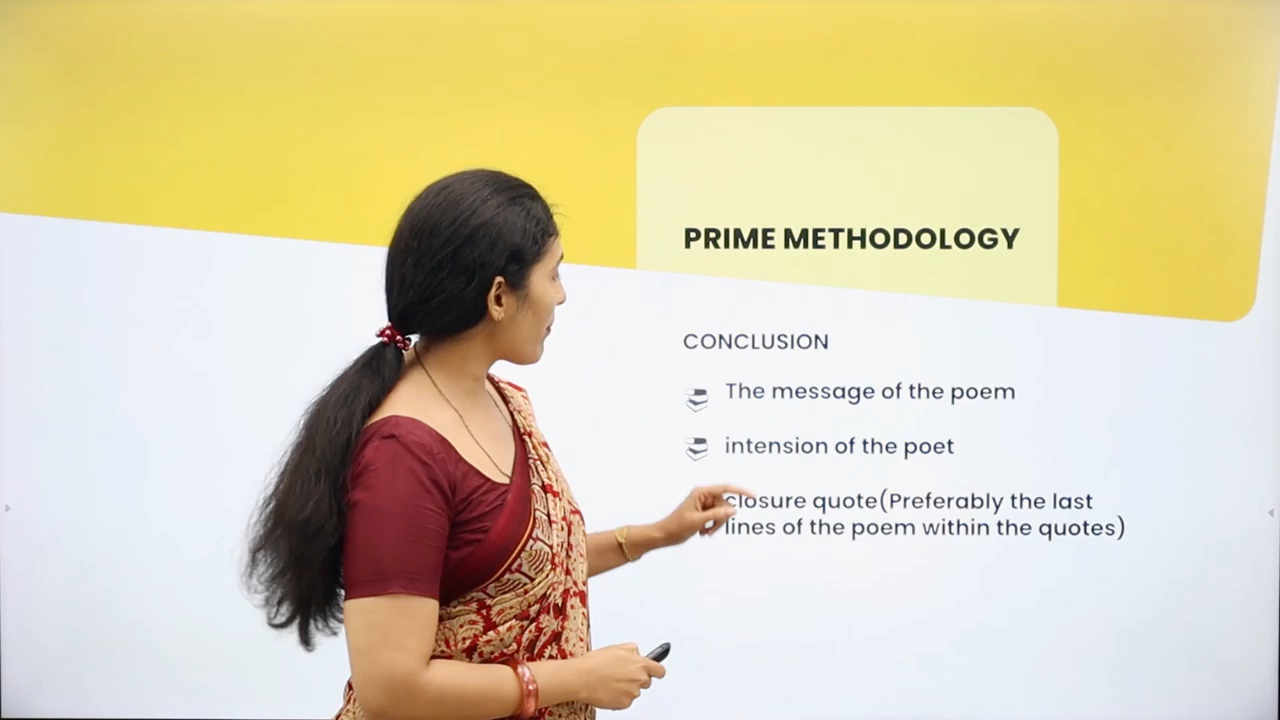 PRIME METHODOLOGY
CONCLUSION
The message of the poem
intension of the poet
closure quote(Preferably the last
lines of the poem within the quotes)